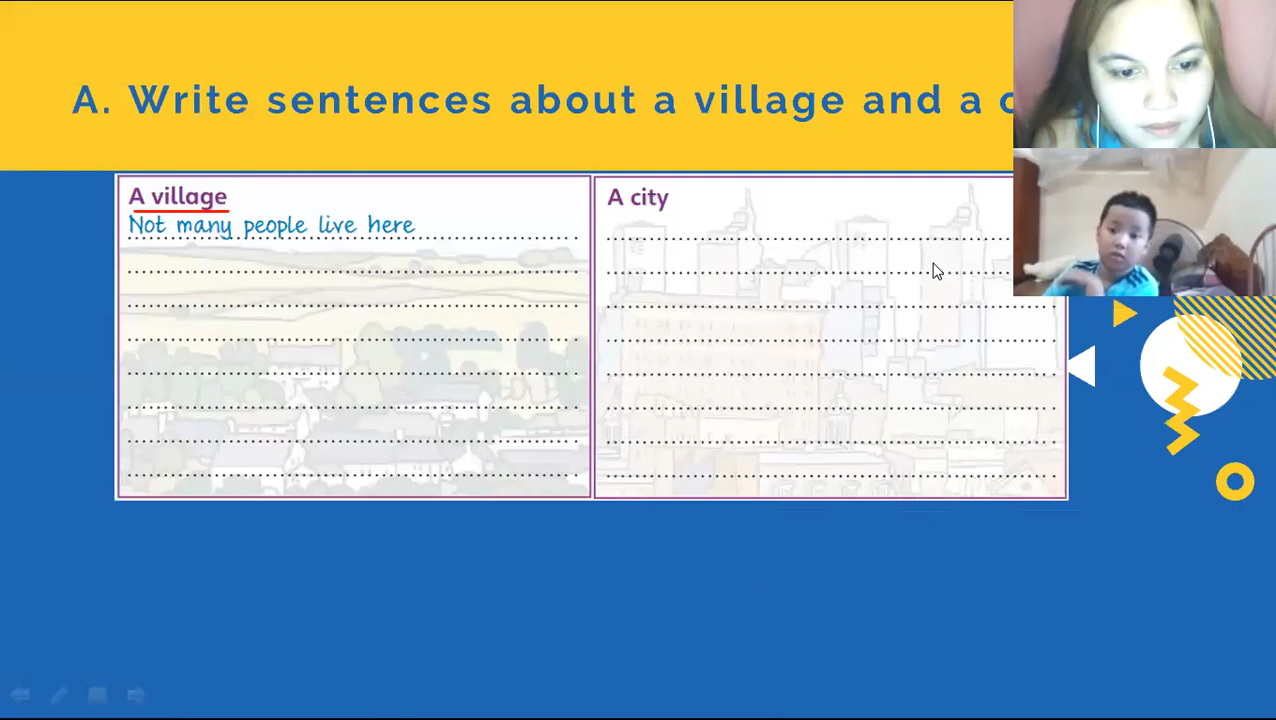 A. Write sentences about a village and a c
A village
Not many people live here
A city